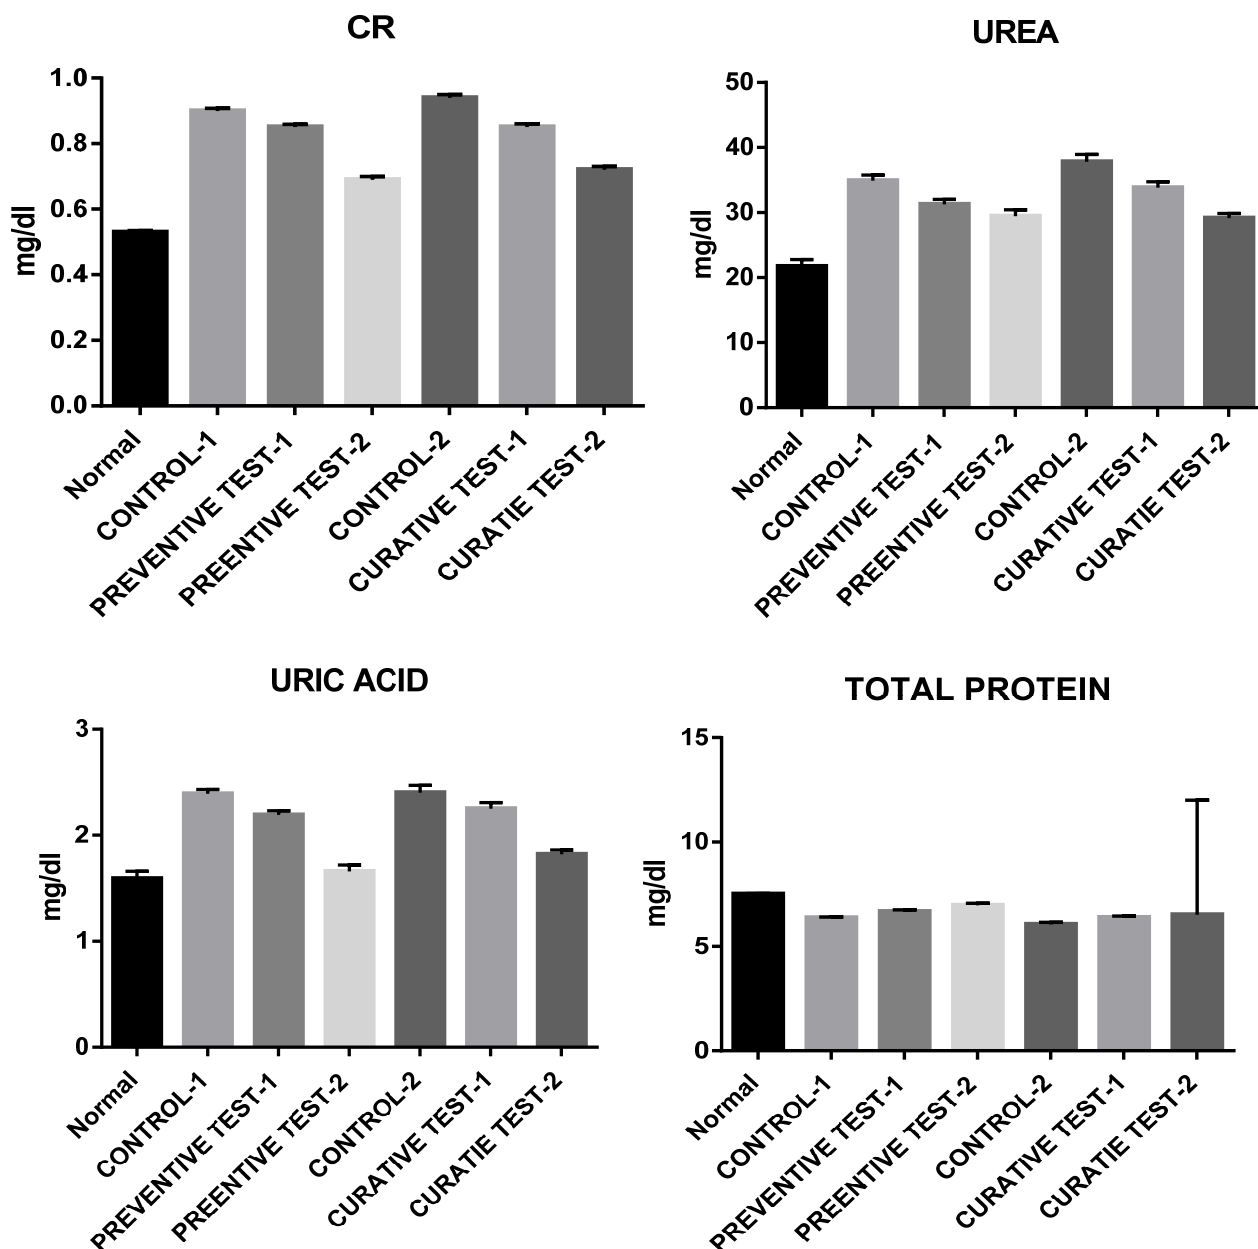 CR
mg/dl
1.0
0.8
0.6
0.4
0.2
0.0
Normal
CONTROL-1
PREVENTIVE TEST-1
PREENTIVE TEST-2
CONTROL-2
CURATIVE TEST-1
CURATIE TEST-2
UREA
mg/dl
50
40
30
20
10
0
Normal
CONTROL-1
PREVENTIVE TEST-1
PREENTIVE TEST-2
CONTROL-2
CURATIVE TEST-1
CURATIE TEST-2
URIC ACID
mg/dl
3
2
1
0
Normal
CONTROL-1
PREVENTIVE TEST-1
PREENTIVE TEST-2
CONTROL-2
CURATIVE TEST-1
CURATIE TEST-2
TOTAL PROTEIN
mg/dl
15
10
5
0
Normal
CONTROL-1
PREVENTIVE TEST-1
PREENTIVE TEST-2
CONTROL-2
CURATIVE TEST-1
CURATIE TEST-2